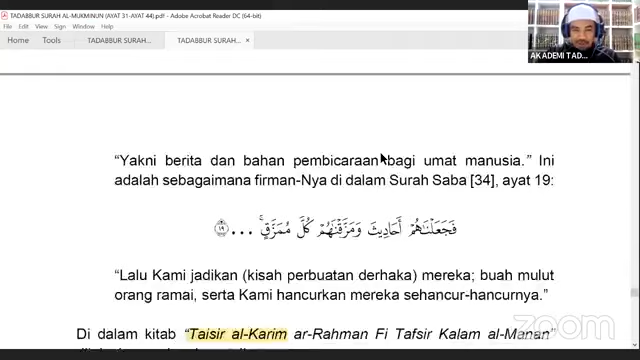 TADABBUR SURAH AL-MUKMINUN (AYAT 31-AYAT 44).pdf - Adobe Acrobat Reader DC (64-bit)
File Edit View Sign Window Help
Home Tools TADABBUR SURAH... TADABBUR SURAH... ×
AKADEMI TAD...
“Yakni berita dan bahan pembicaraan bagi umat manusia.” Ini
adalah sebagaimana firman-Nya di dalam Surah Saba [34], ayat 19:
فَجَعَلْنَاهُمْ أَحَادِيثَ وَمَزَّقْنَاهُمْ كُلَّ مُمَزَّقٍ ۚ ... ١٩
“Lalu Kami jadikan (kisah perbuatan derhaka) mereka; buah mulut
orang ramai, serta Kami hancurkan mereka sehancur-hancurnya.”
zoom
Di dalam kitab “Taisir al-Karim ar-Rahman Fi Tafsir Kalam al-Manan”